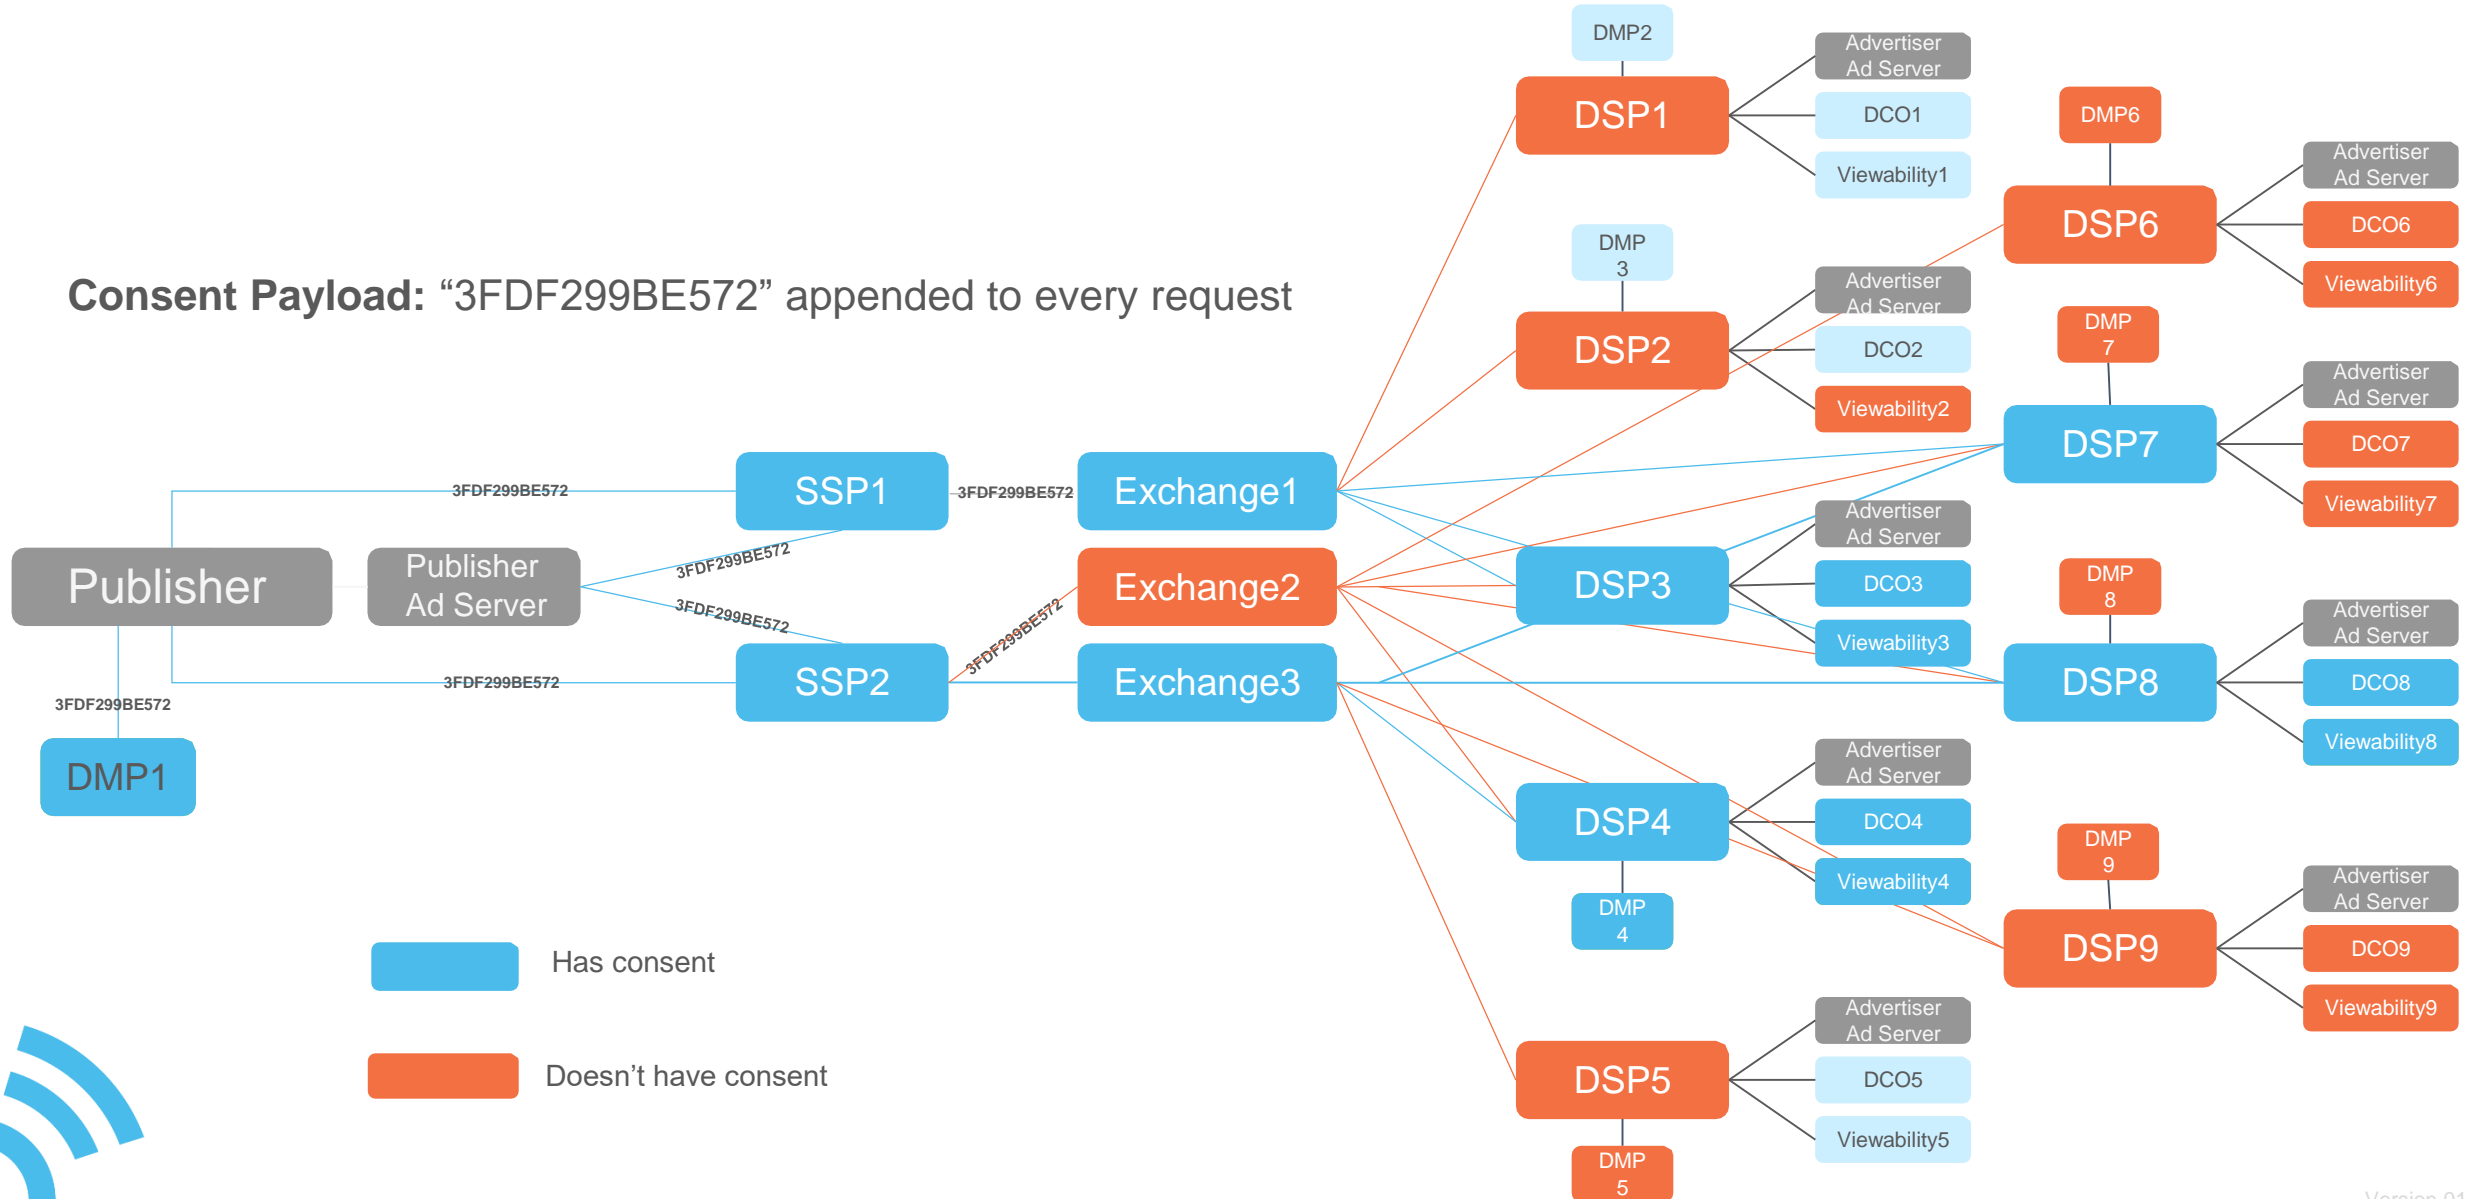 DMP2
Advertiser
Ad Server
DSP1
DCO1
Viewability1
DMP6
Advertiser
Ad Server
DSP6
DCO6
Viewability6
DMP
3
Advertiser
Ad Server
DSP2
DCO2
Viewability2
Consent Payload: “3FDF299BE572” appended to every request
DMP
7
Advertiser
Ad Server
DSP7
DCO7
Viewability7
3FDF299BE572
SSP1
3FDF299BE572
Exchange1
Publisher
Publisher
Ad Server
3FDF299BE572
3FDF299BE572
Exchange2
3FDF299BE572
DSP3
Advertiser
Ad Server
DCO3
Viewability3
DMP
8
Advertiser
Ad Server
DSP8
DCO8
Viewability8
3FDF299BE572
SSP2
Exchange3
3FDF299BE572
DMP1
DSP4
Advertiser
Ad Server
DCO4
Viewability4
DMP
4
DMP
9
Advertiser
Ad Server
DSP9
DCO9
Viewability9
Has consent
Doesn’t have consent
DSP5
Advertiser
Ad Server
DCO5
Viewability5
DMP
5
Version 01